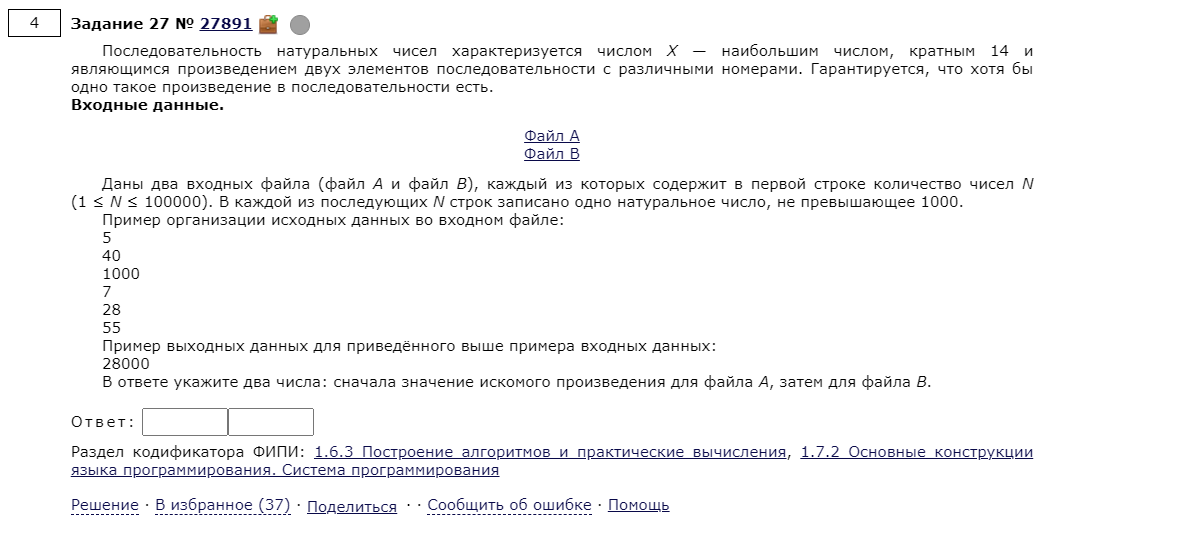 4
Задание 27 № 27891
Последовательность натуральных чисел характеризуется числом X — наибольшим числом, кратным 14 и
являющимся произведением двух элементов последовательности с различными номерами. Гарантируется, что хотя бы
одно такое произведение в последовательности есть.
Входные данные.
Файл A
Файл B
Даны два входных файла (файл A и файл B), каждый из которых содержит в первой строке количество чисел N
(1 ≤ N ≤ 100000). В каждой из последующих N строк записано одно натуральное число, не превышающее 1000.
Пример организации исходных данных во входном файле:
5
40
1000
7
28
55
Пример выходных данных для приведённого выше примера входных данных:
28000
В ответе укажите два числа: сначала значение искомого произведения для файла A, затем для файла B.
Ответ:
Раздел кодификатора ФИПИ: 1.6.3 Построение алгоритмов и практические вычисления, 1.7.2 Основные конструкции
языка программирования. Система программирования
Решение · В избранное (37) · Поделиться · · Сообщить об ошибке · Помощь